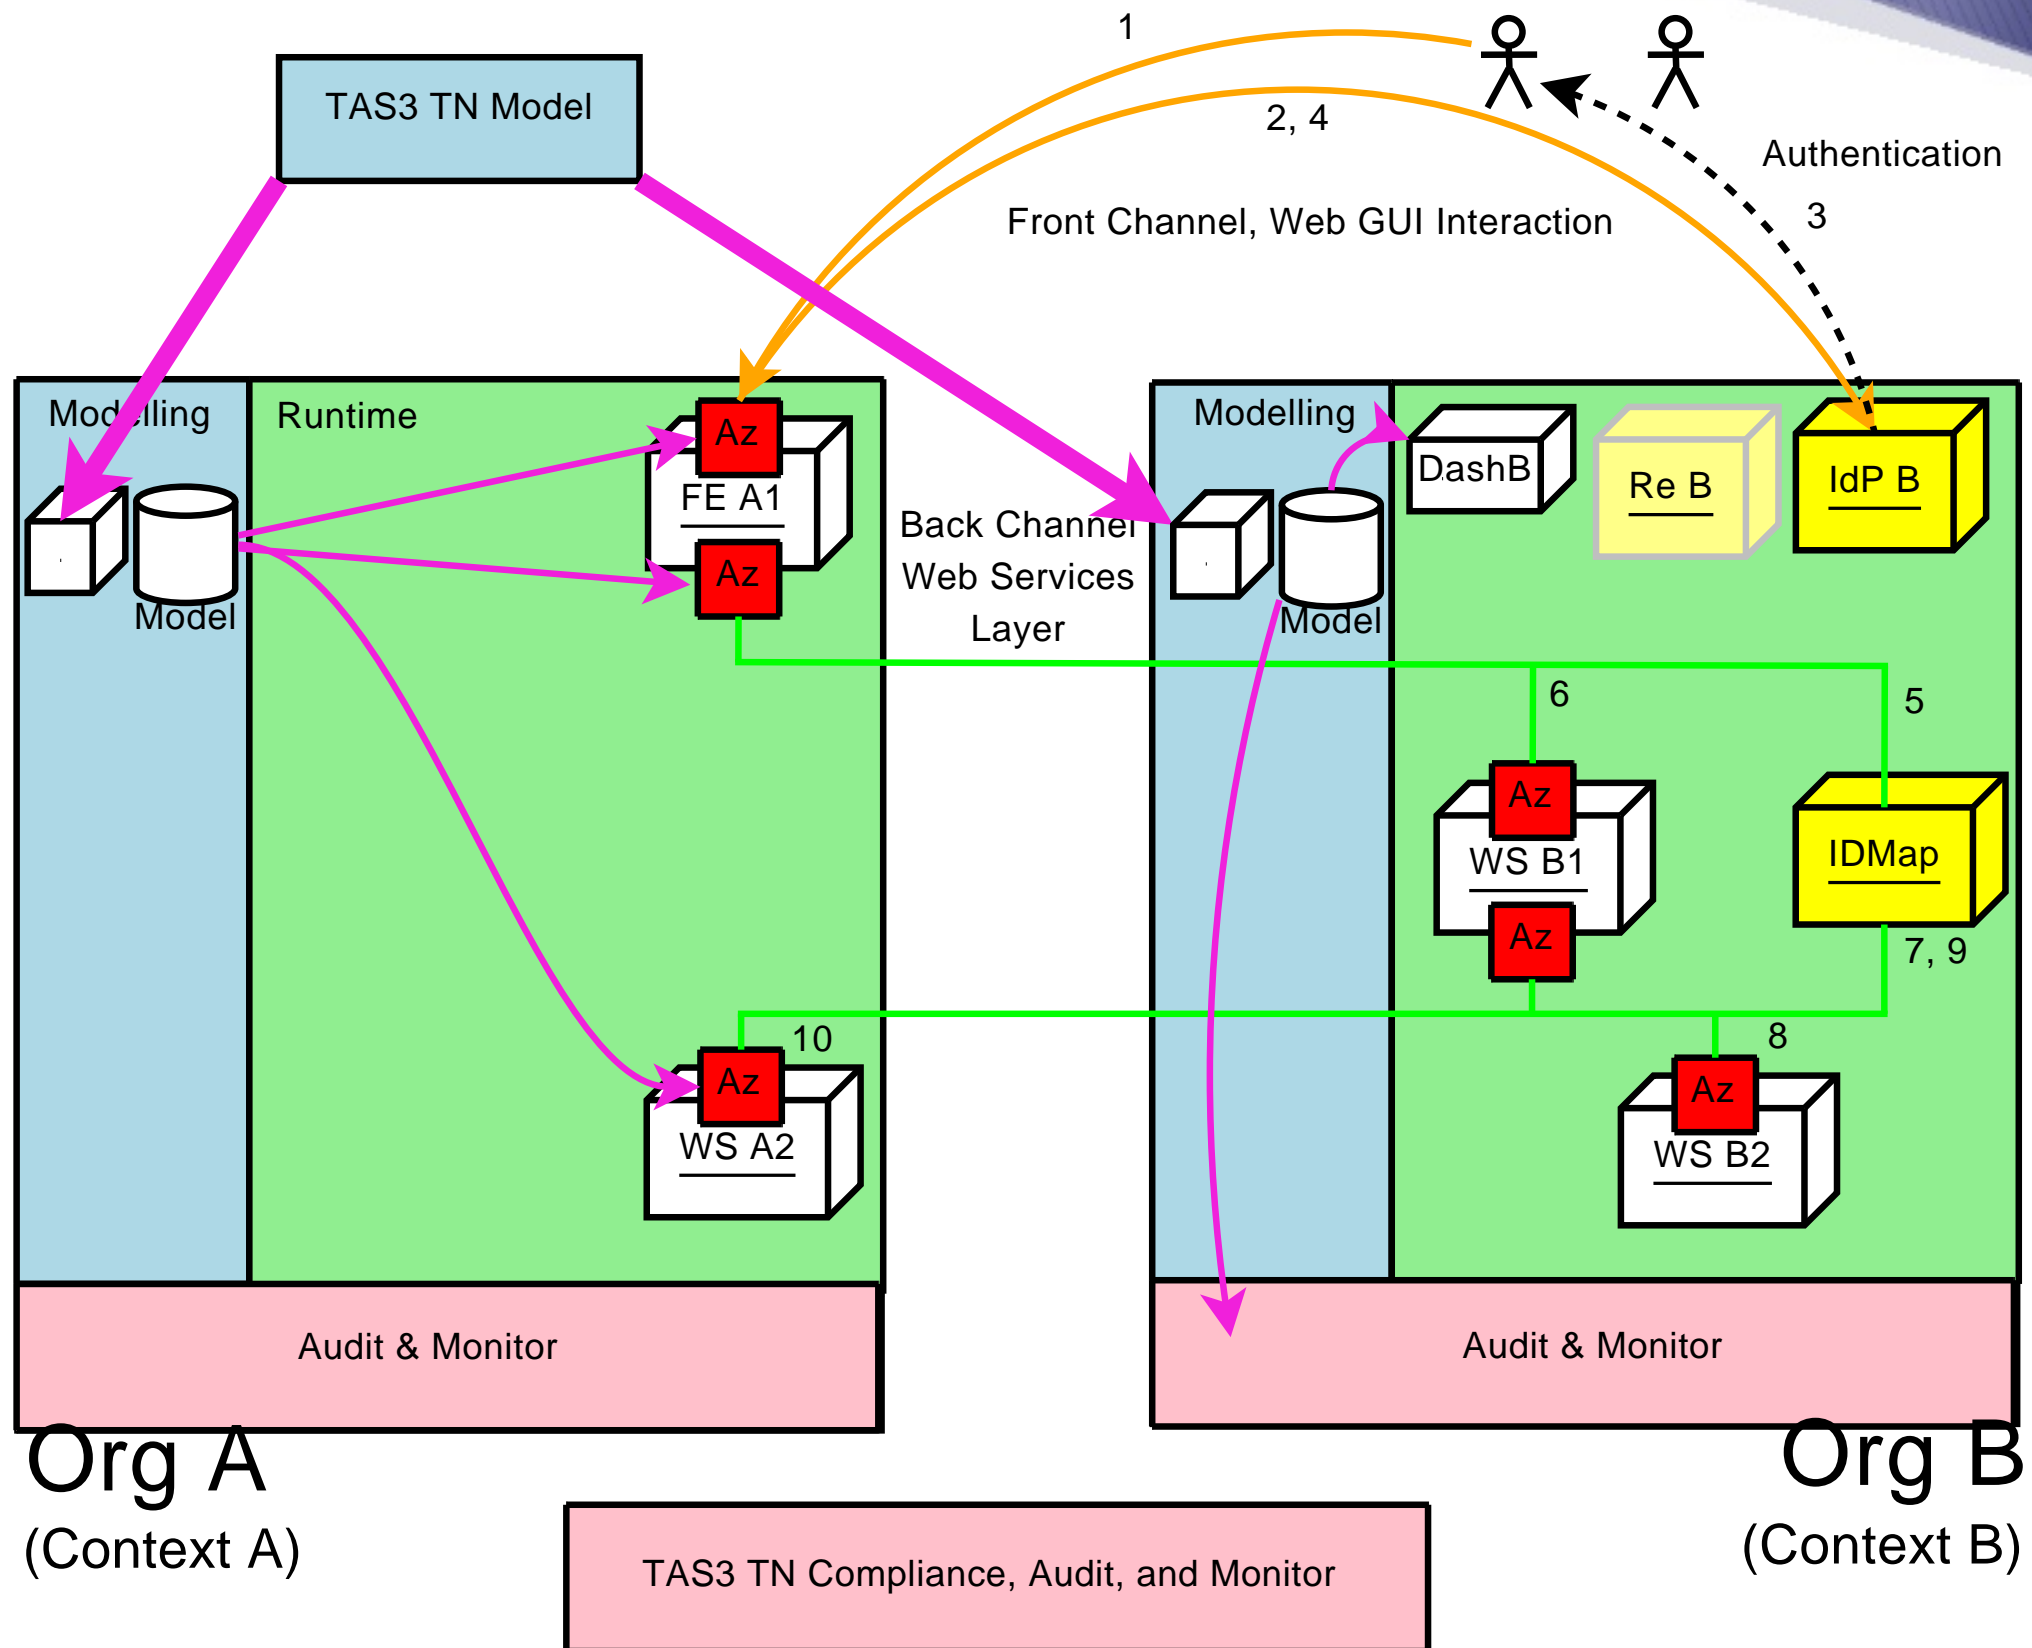 1
TAS3 TN Model
2, 4
Authentication
3
Front Channel, Web GUI Interaction
Modelling
Runtime
Az
FE A1
Az
Model
Back Channel
Web Services
Layer
Modelling
DashB
Re B
IdP B
Model
6
5
Az
WS B1
Az
IDMap
7, 9
10
8
Az
WS A2
Az
WS B2
Audit & Monitor
Audit & Monitor
Org A
(Context A)
Org B
(Context B)
TAS3 TN Compliance, Audit, and Monitor